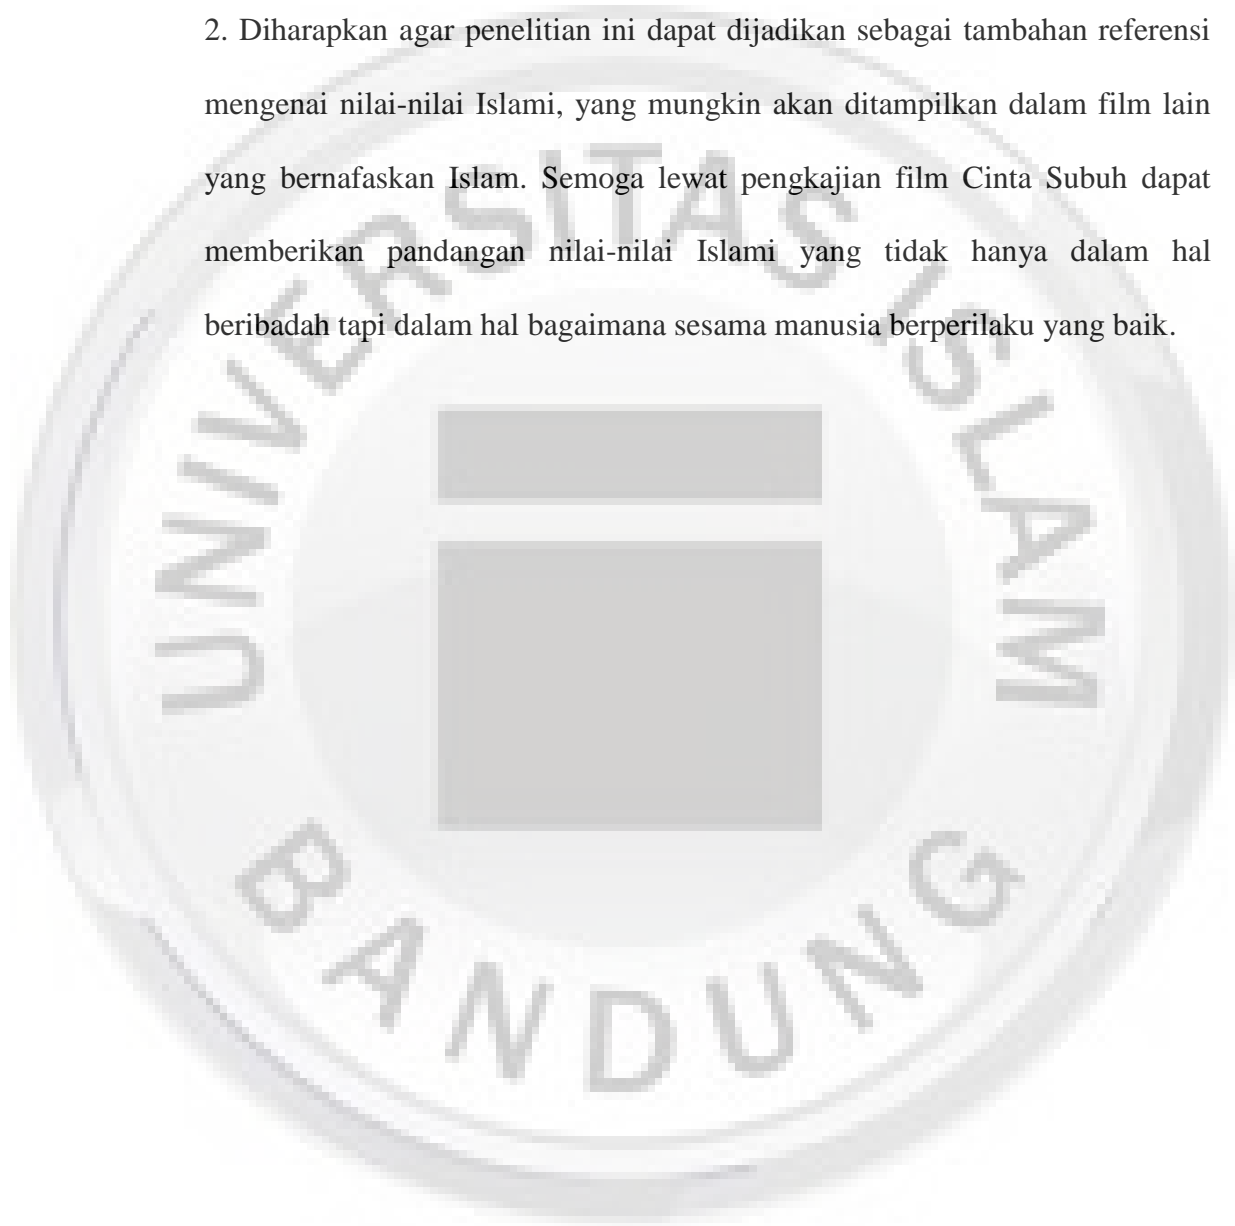 2. Diharapkan agar penelitian ini dapat dijadikan sebagai tambahan referensi
mengenai nilai-nilai Islami, yang mungkin akan ditampilkan dalam film lain
yang bernafaskan Islam. Semoga lewat pengkajian film Cinta Subuh dapat
memberikan pandangan nilai-nilai Islami yang tidak hanya dalam hal
beribadah tapi dalam hal bagaimana sesama manusia berperilaku yang baik.
UNIVERSITAS ISLAM
BANDUNG